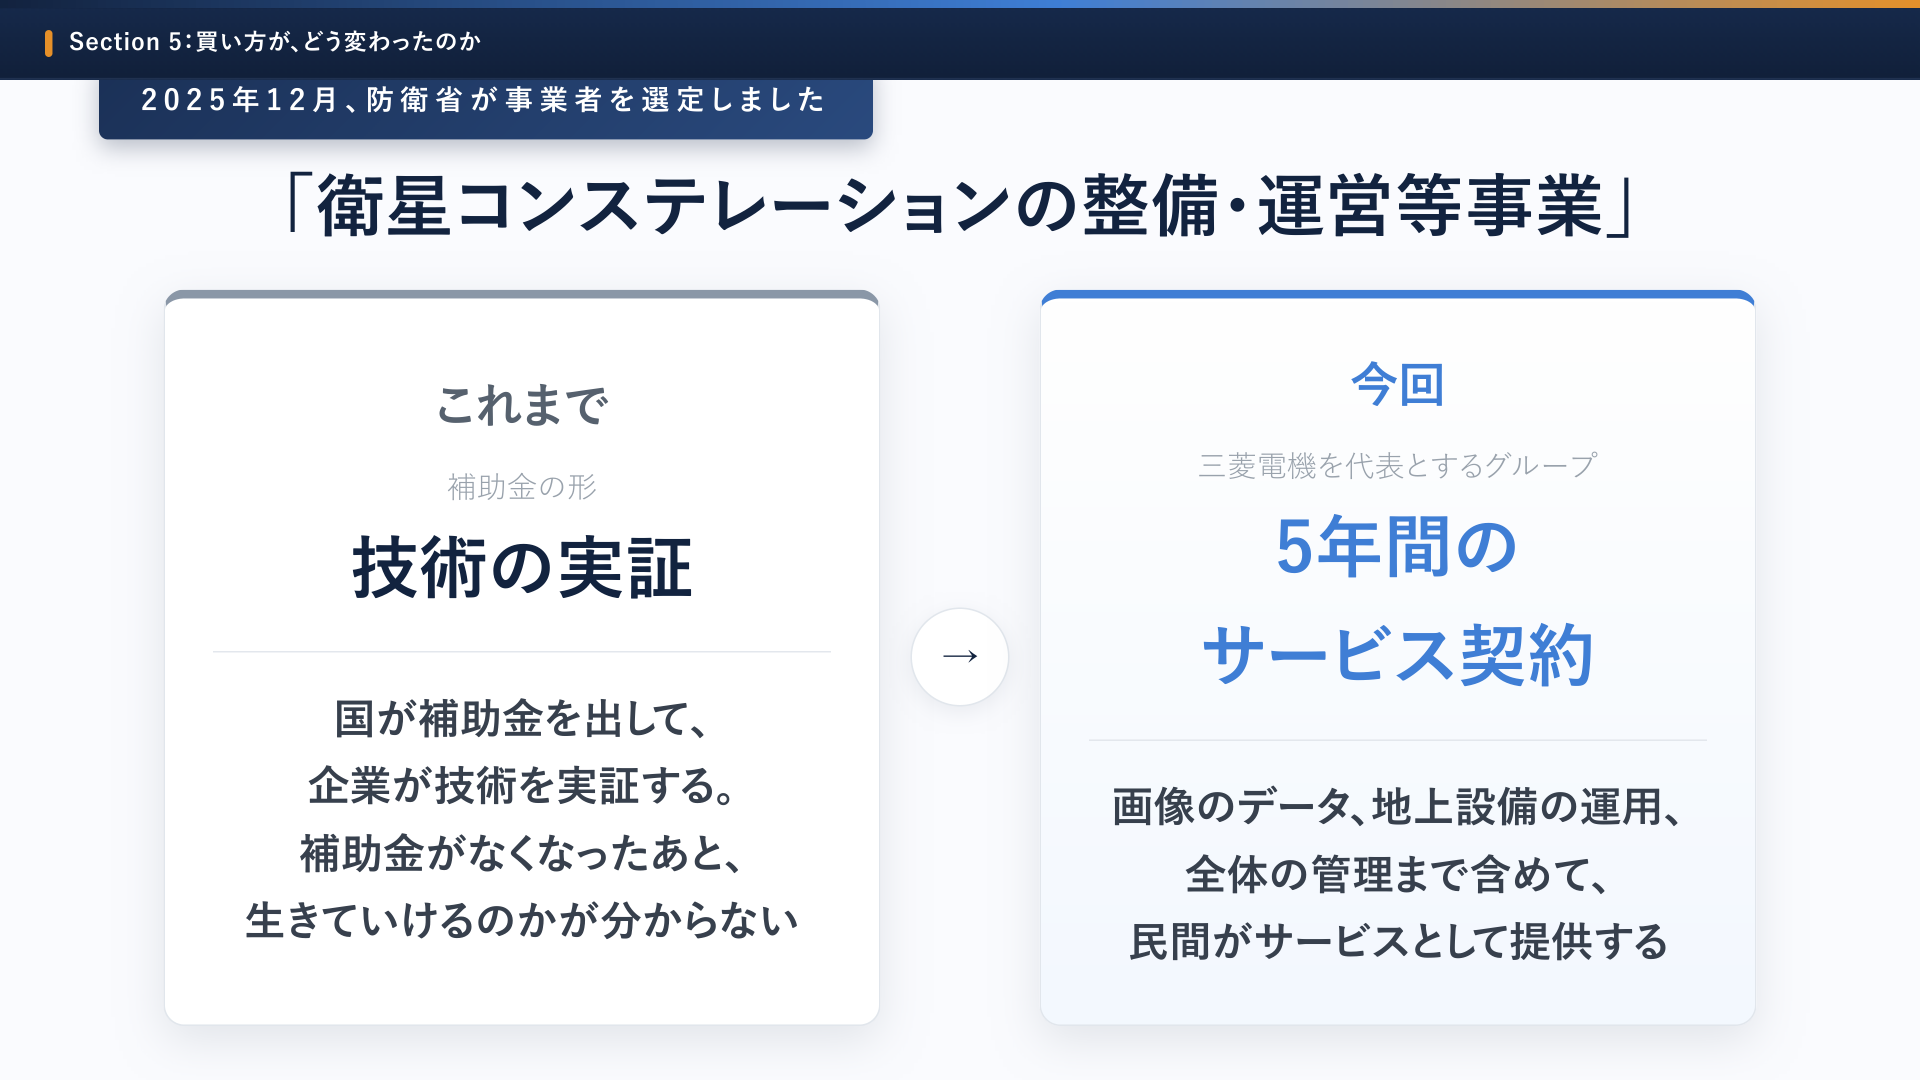 Section 5：買い方が、どう変わったのか
2025年12月、防衛省が事業者を選定しました
「衛星コンステレーションの整備・運営等事業」
これまで
補助金の形
技術の実証
国が補助金を出して、
企業が技術を実証する。
補助金がなくなったあと、
生きていけるのかが分からない
→
今回
三菱電機を代表とするグループ
5年間の
サービス契約
画像のデータ、地上設備の運用、
全体の管理まで含めて、
民間がサービスとして提供する